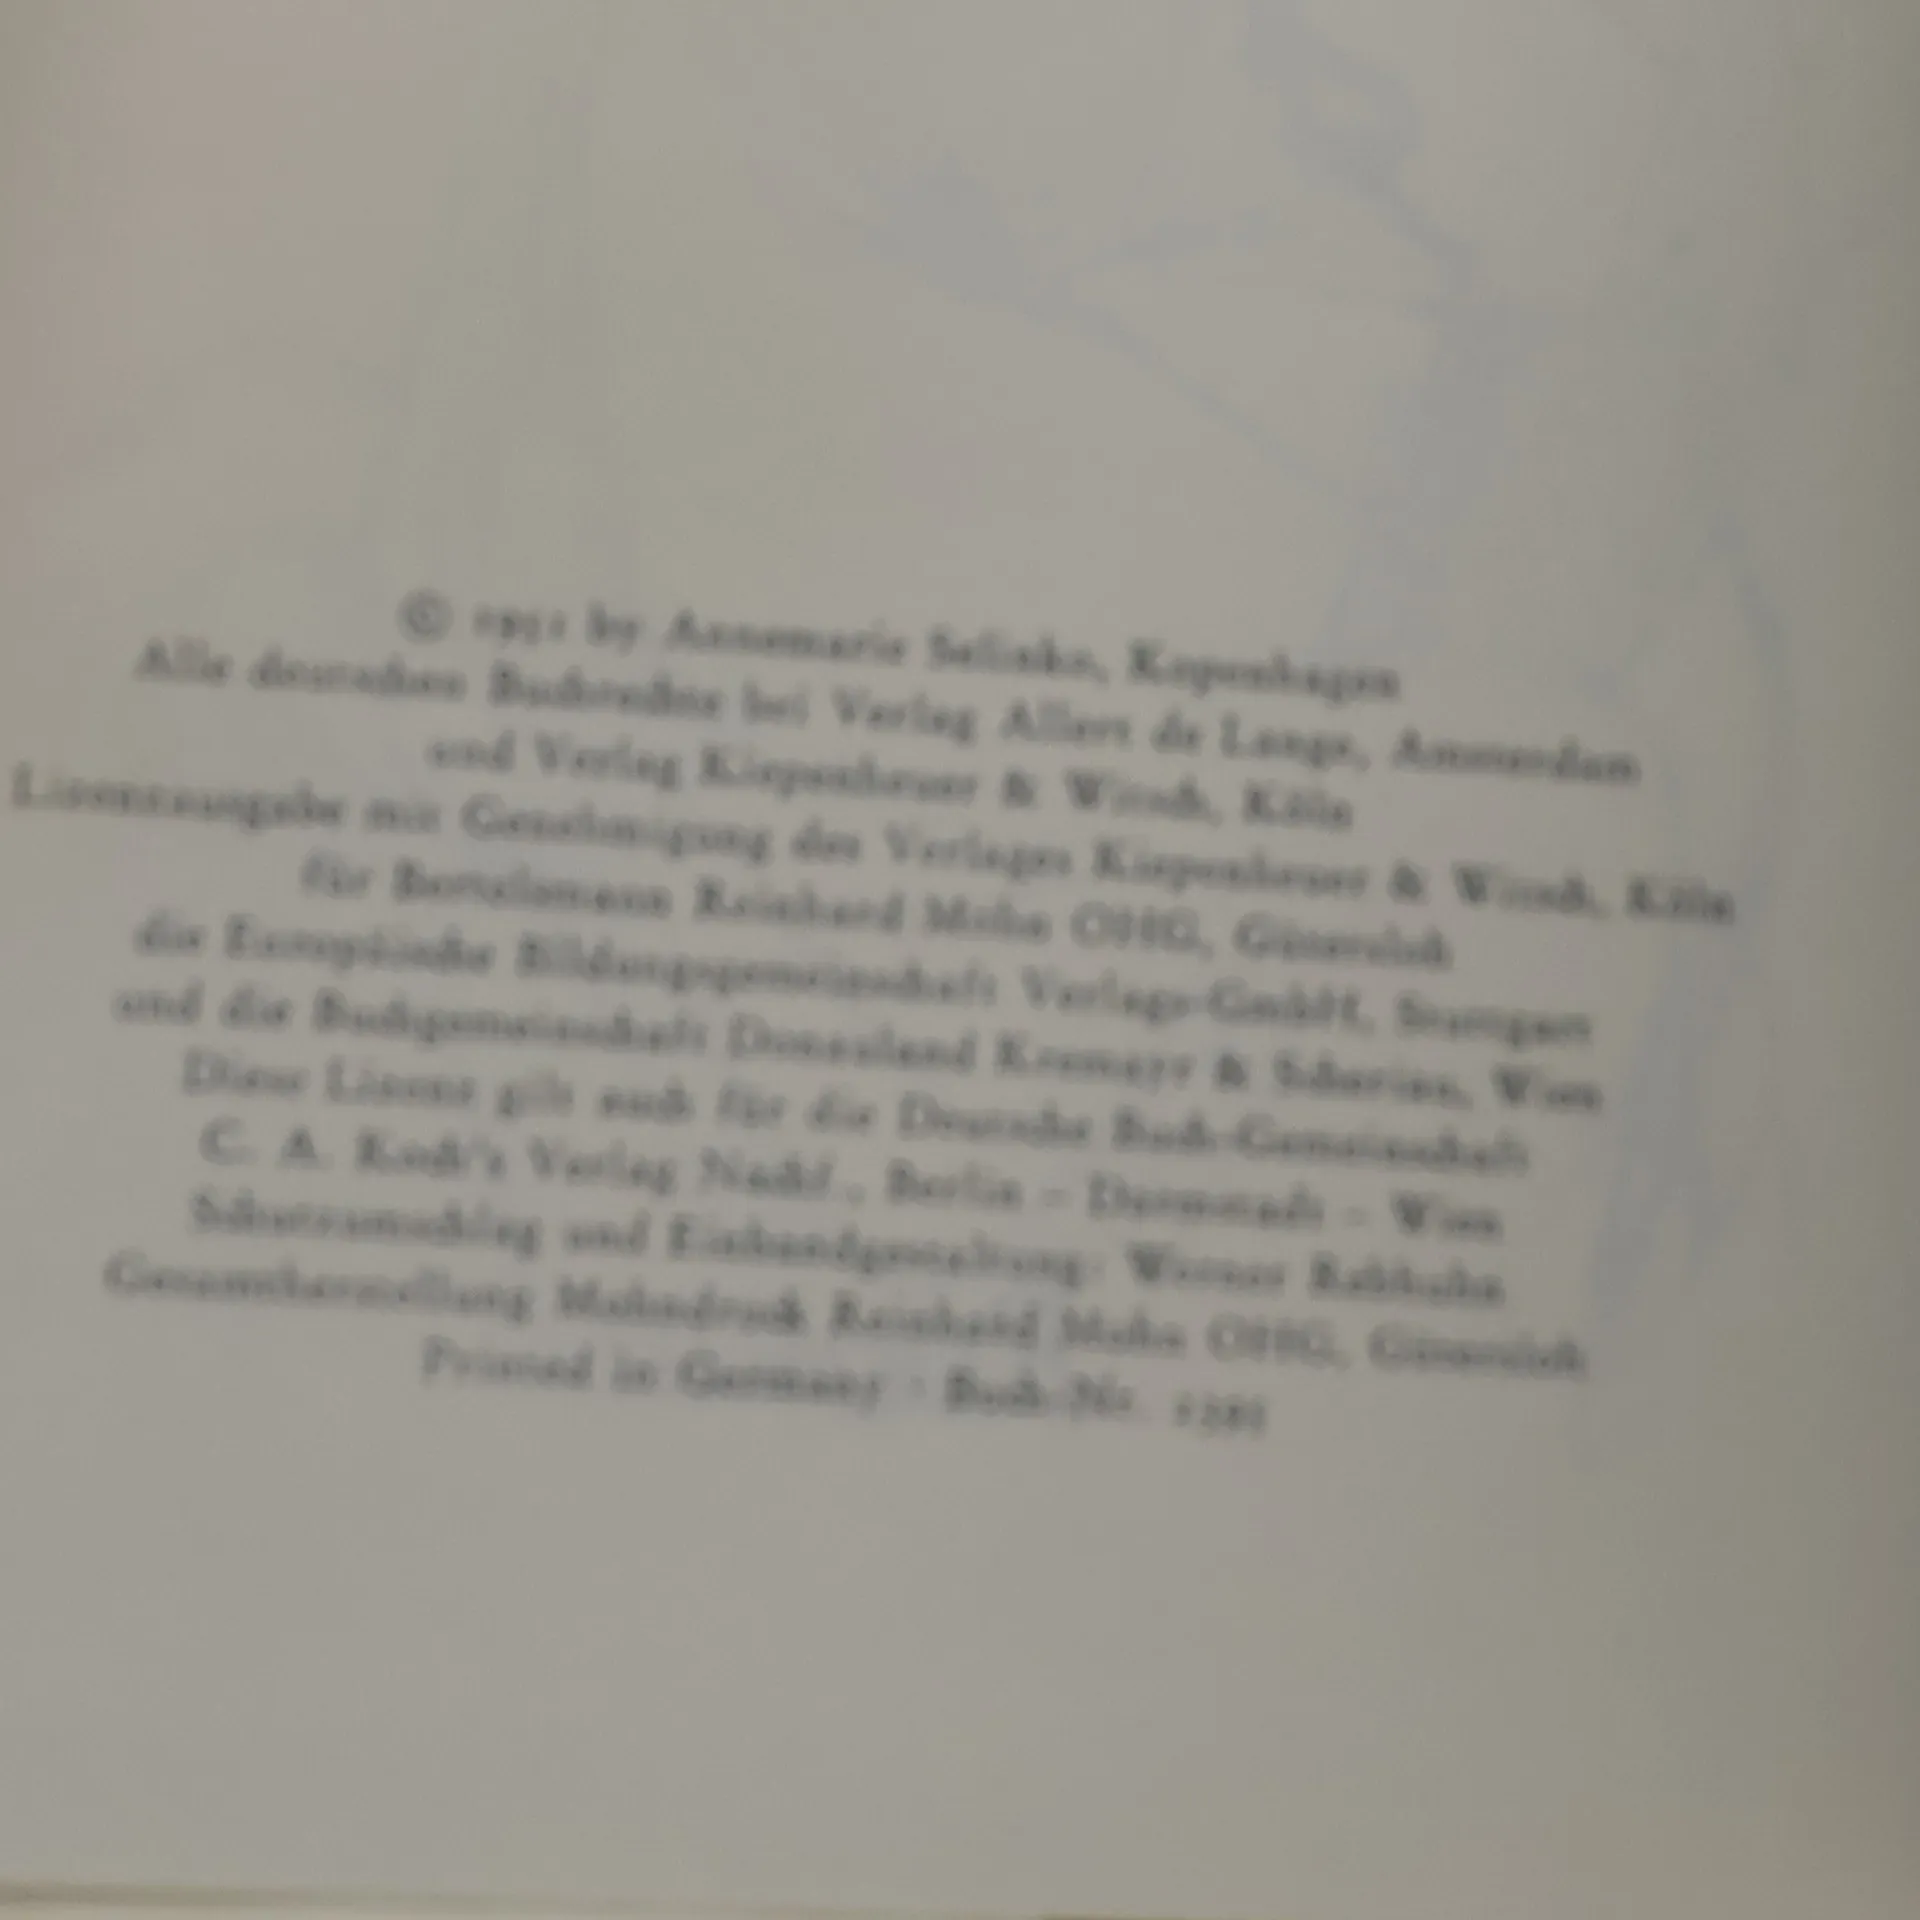 © 1951 by Annemarie Selinko, Kopenhagen
Alle deutschen Buchrechte bei Verlag Allert de Lange, Amsterdam
und Verlag Kiepenheuer & Witsch, Köln
Lizenzausgabe mit Genehmigung des Verlages Kiepenheuer & Witsch, Köln
für Bertelsmann Reinhard Mohn OHG, Gütersloh
die Europäische Bildungsgemeinschaft Verlags-GmbH, Stuttgart
und die Buchgemeinschaft Donauland Kremayr & Scheriau, Wien
Diese Lizenz gilt auch für die Deutsche Buch-Gemeinschaft
C. A. Koch's Verlag Nachf., Berlin – Darmstadt – Wien
Schutzumschlag und Einbandgestaltung: Werner Rebhuhn
Gesamtherstellung Mohndruck Reinhard Mohn OHG, Gütersloh
Printed in Germany · Buch-Nr.